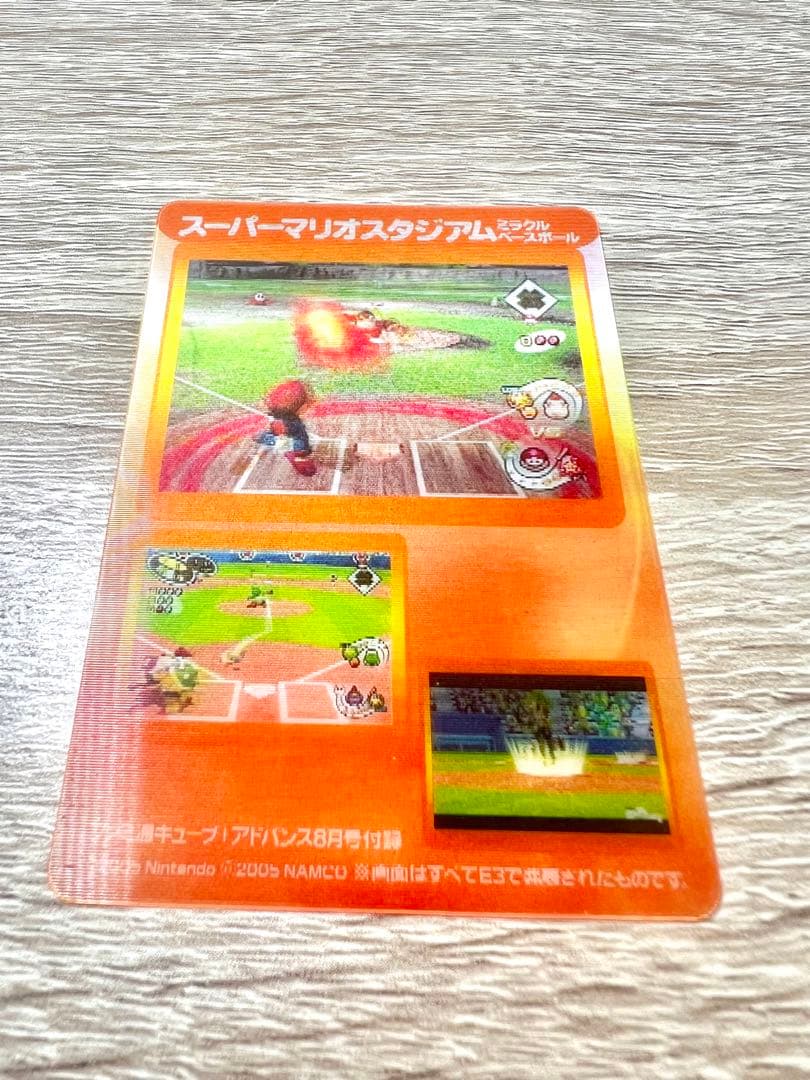 スーパーマリオスタジアム
ミラクル
ベースボール
キューブ+アドバンス8月号付録
2005 Nintendo ©2005 NAMCO ※画面はすべてE3で出展されたものです。